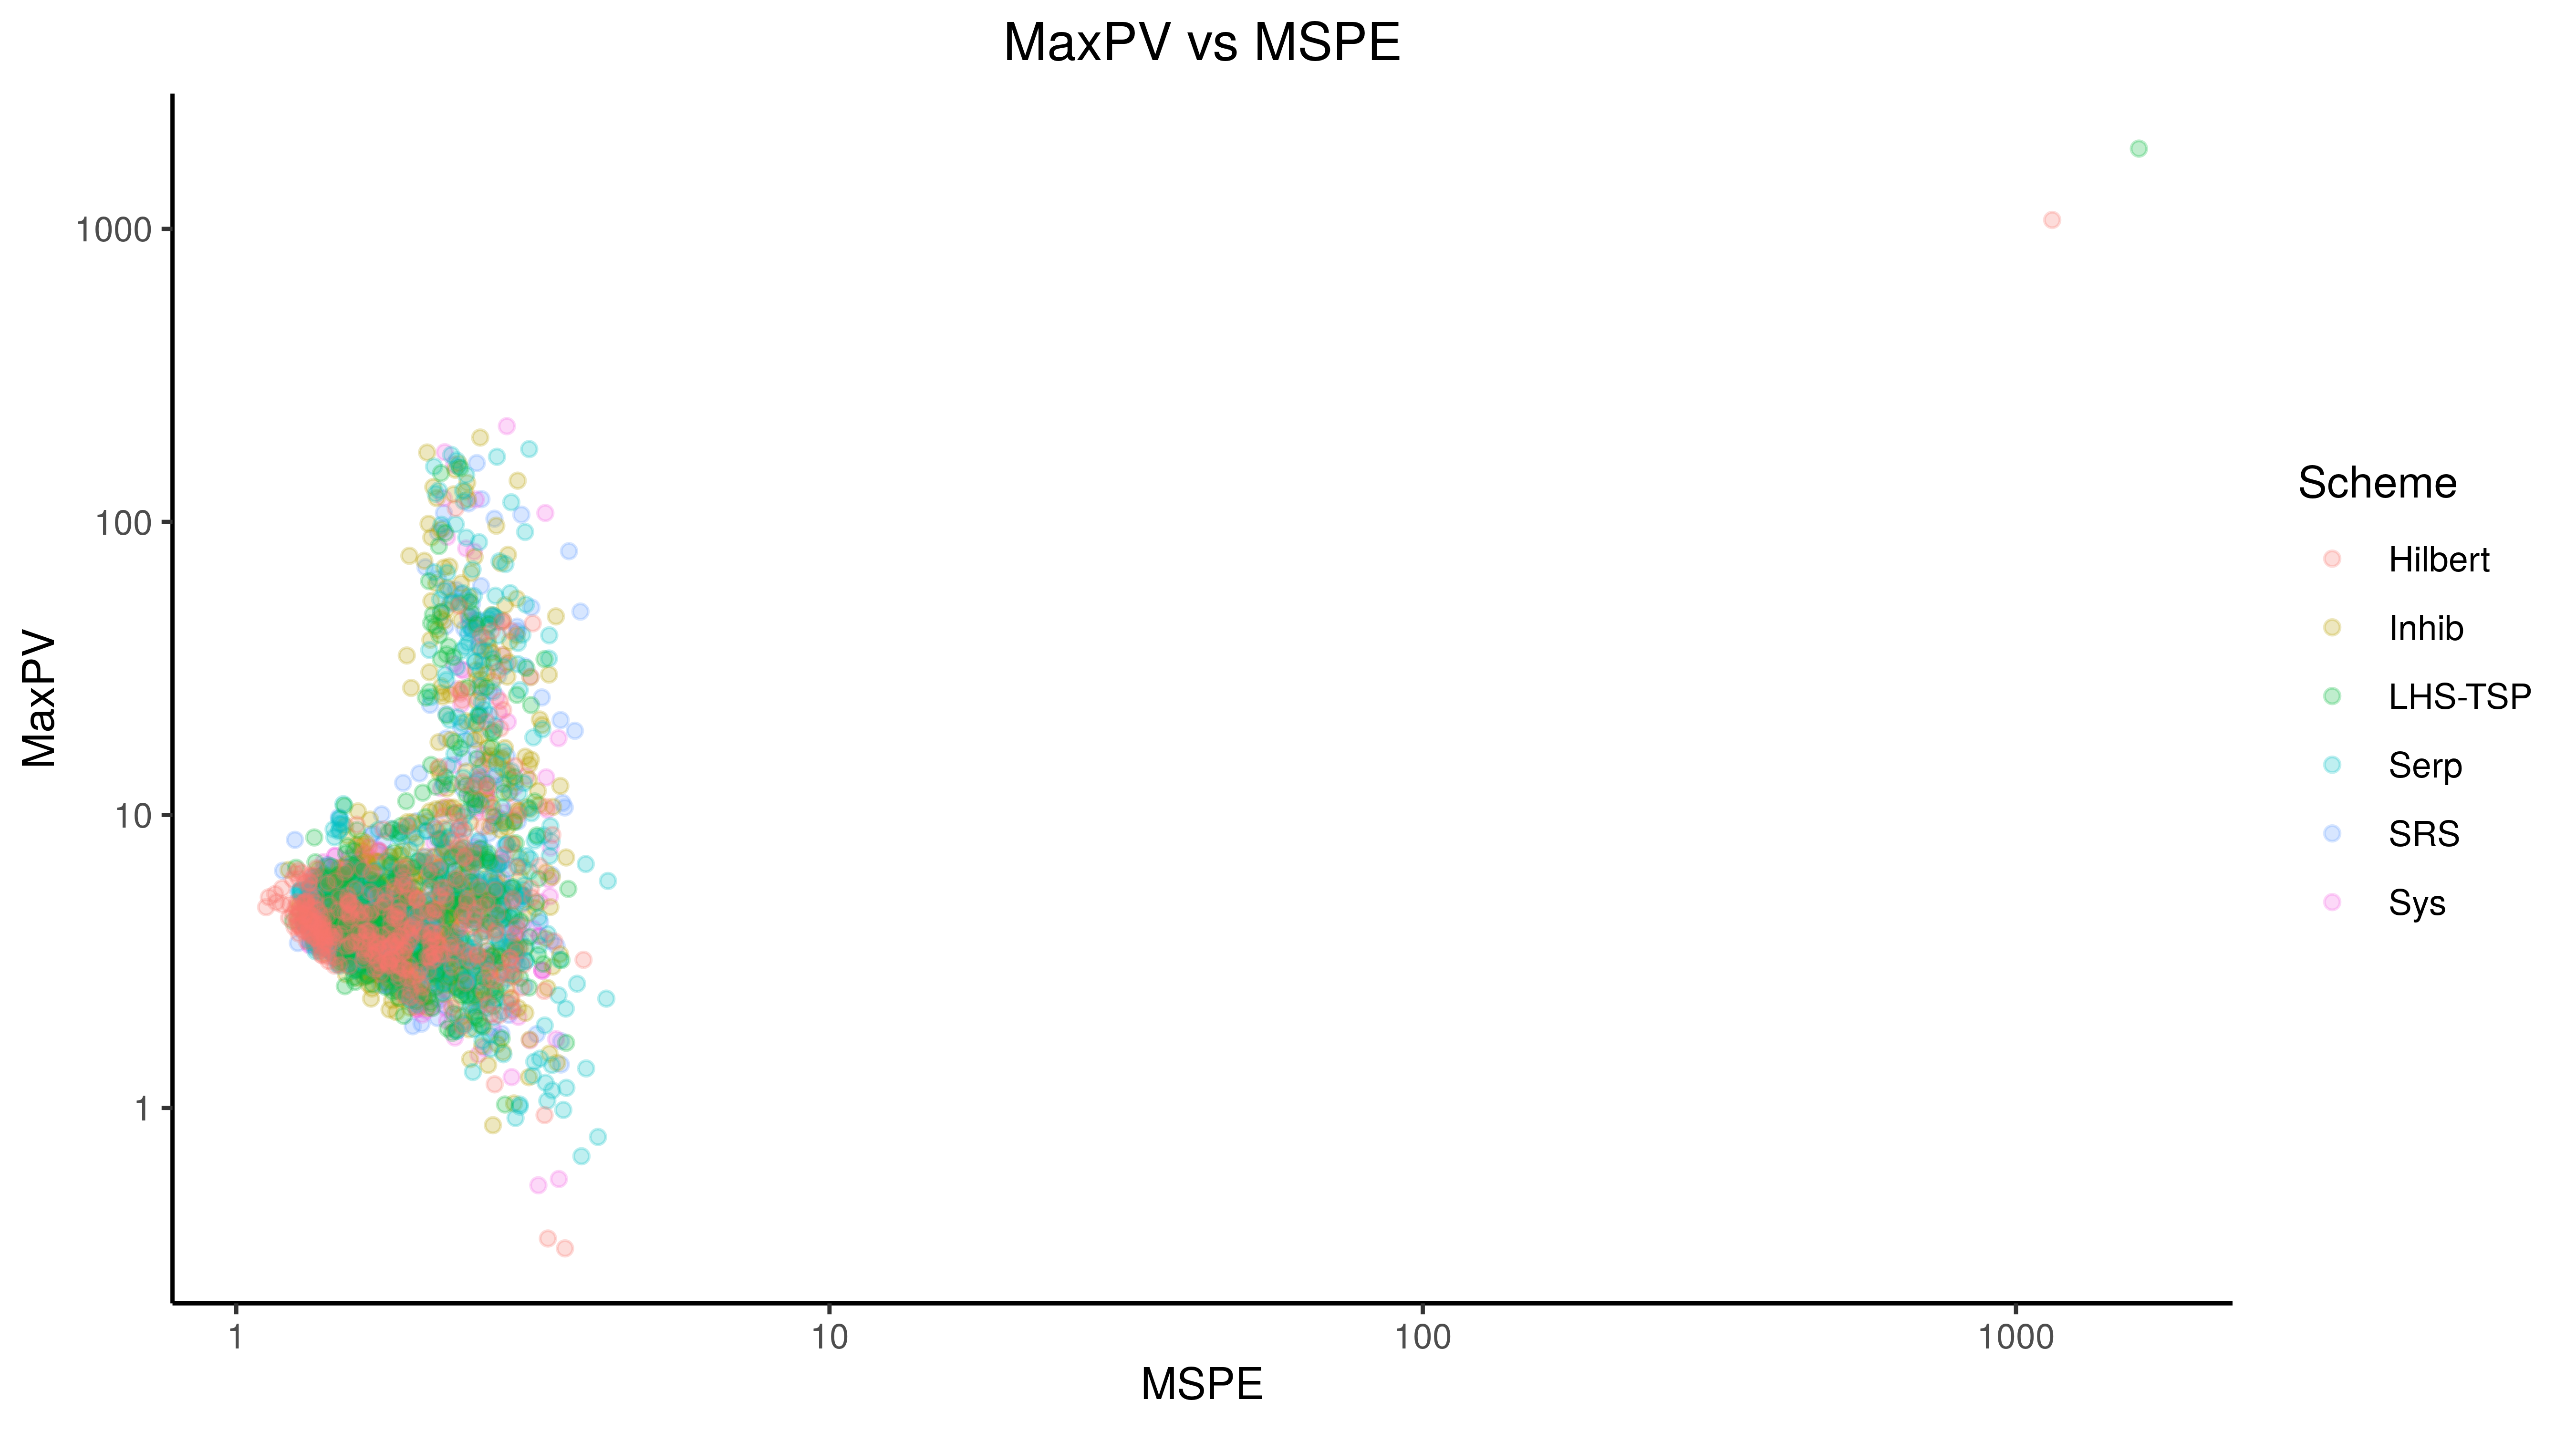 MaxPV vs MSPE
MaxPV
1000
100
10
1
1
10
100
1000
MSPE
Scheme
Hilbert
Inhib
LHS-TSP
Serp
SRS
Sys